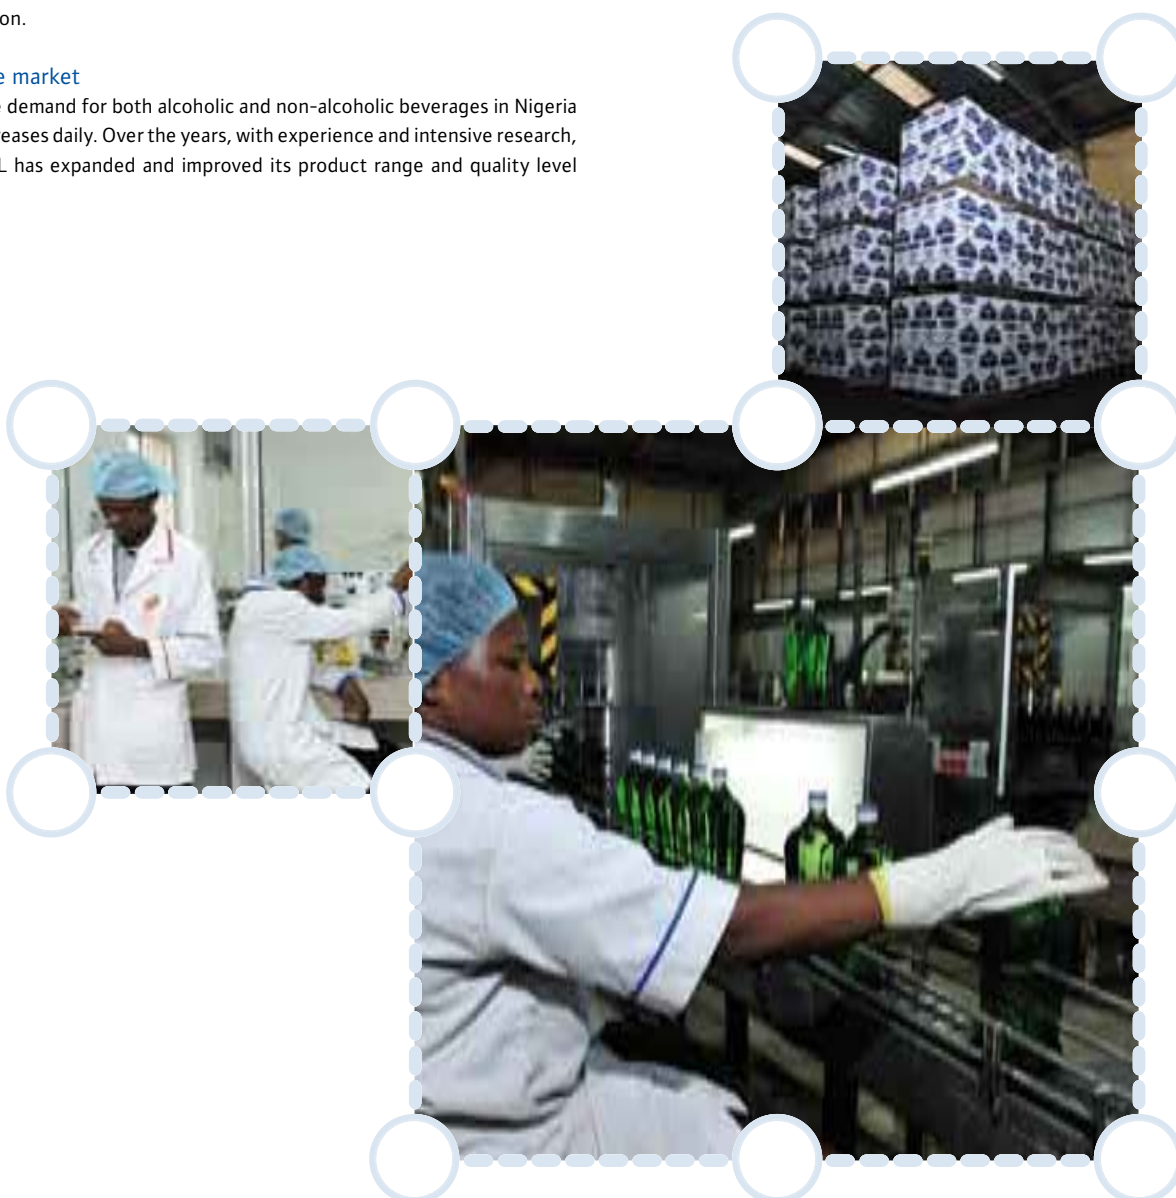 on.
e market
demand for both alcoholic and non-alcoholic beverages in Nigeria
eases daily. Over the years, with experience and intensive research,
L has expanded and improved its product range and quality level